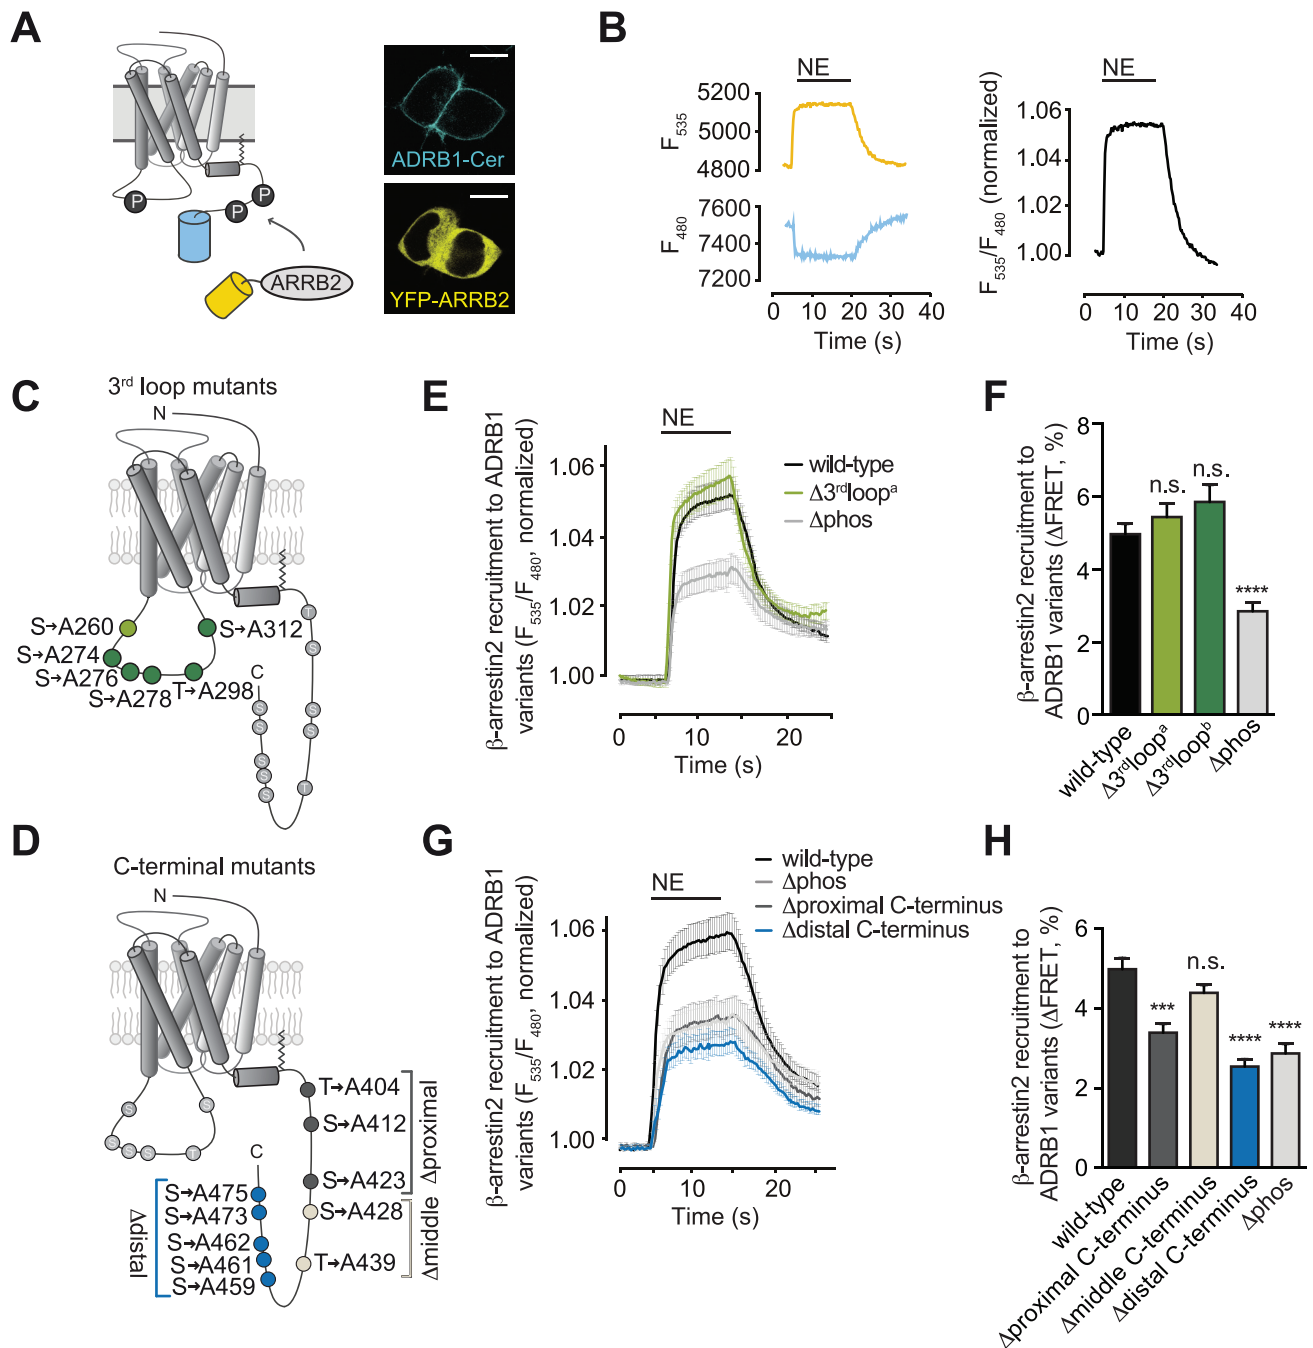 A
P
P
P
ARRB2
ADRB1-Cer
YFP-ARRB2
B
NE
5200
5000
4800
F535
7600
7400
7200
F480
0 10 20 30 40
Time (s)
NE
1.06
1.04
1.02
1.00
F535/F480 (normalized)
0 20 40
Time (s)
C
3rd loop mutants
N
S→A260
S→A274
S→A276
S→A278
T→A298
S→A312
C
T
S
S
S
T
S
S
S
S
S
D
C-terminal mutants
N
S
S
S
S
T
S
C
T→A404
S→A412
S→A423
Δproximal
S→A428
T→A439
Δmiddle
S→A475
S→A473
S→A462
S→A461
S→A459
Δdistal
E
β-arrestin2 recruitment to ADRB1
variants (F535/F480, normalized)
NE
wild-type
Δ3rdloopa
Δphos
1.06
1.04
1.02
1.00
0 10 20
Time (s)
F
β-arrestin2 recruitment to
ADRB1 variants (ΔFRET, %)
8
6
4
2
0
n.s.
n.s.
****
wild-type
Δ3rdloopa
Δ3rdloopb
Δphos
G
β-arrestin2 recruitment to ADRB1
variants (F535/F480, normalized)
NE
wild-type
Δphos
Δproximal C-terminus
Δdistal C-terminus
1.06
1.04
1.02
1.00
0 10 20
Time (s)
H
β-arrestin2 recruitment to
ADRB1 variants (ΔFRET, %)
6
4
2
0
***
n.s.
****
****
wild-type
Δproximal C-terminus
Δmiddle C-terminus
Δdistal C-terminus
Δphos